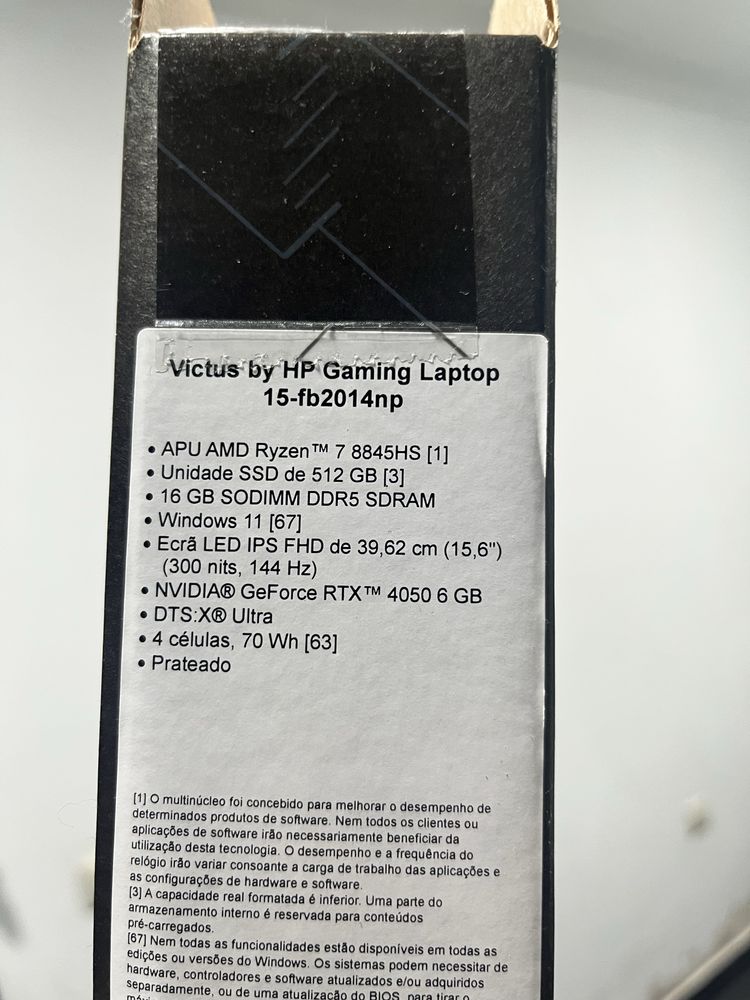 Victus by HP Gaming Laptop
15-fb2014np
• APU AMD Ryzen™ 7 8845HS [1]
• Unidade SSD de 512 GB [3]
• 16 GB SODIMM DDR5 SDRAM
• Windows 11 [67]
• Ecrã LED IPS FHD de 39,62 cm (15,6")
(300 nits, 144 Hz)
• NVIDIA® GeForce RTX™ 4050 6 GB
• DTS:X® Ultra
• 4 células, 70 Wh [63]
• Prateado
[1] O multinúcleo foi concebido para melhorar o desempenho de
determinados produtos de software. Nem todos os clientes ou
aplicações de software irão necessariamente beneficiar da
utilização desta tecnologia. O desempenho e a frequência do
relógio irão variar consoante a carga de trabalho das aplicações e
as configurações de hardware e software.
[3] A capacidade real formatada é inferior. Uma parte do
armazenamento interno é reservada para conteúdos
pré-carregados.
[67] Nem todas as funcionalidades estão disponíveis em todas as
edições ou versões do Windows. Os sistemas podem necessitar de
hardware, controladores e software atualizados e/ou adquiridos
separadamente, ou de uma atualização do BIOS, para tirar o